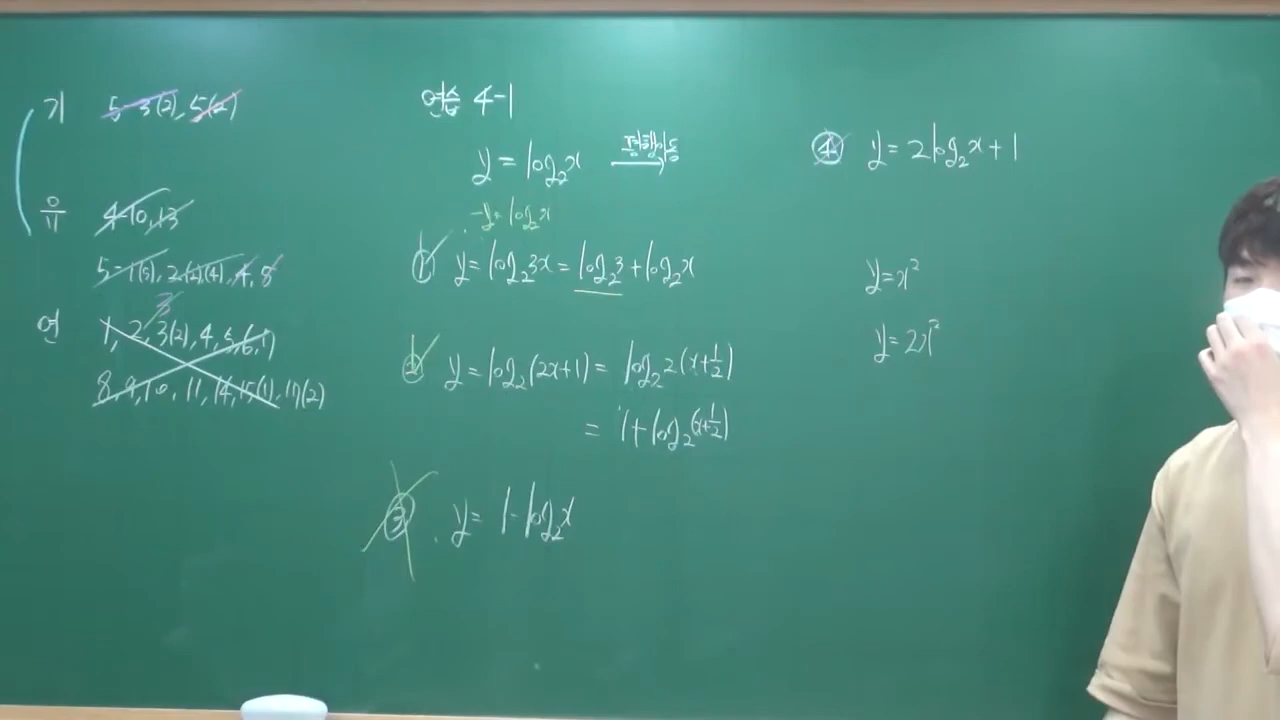 기 5-3(2), 5(2)
유 4-10, 13
5-1(5), 2(2),(4), 4, 8
3
연 1, 2, 3(2), 4, 5, 6, 7
8, 9, 10, 11, 14, 15(1), 17(2)
연습 4-1
y = log₂x 평행이동
-y = log₂x
① y = log₂3x = log₂3 + log₂x
② y = log₂(2x+1) = log₂2(x+½)
= 1+log₂(x+½)
③ y = 1-log₂x
④ y = 2log₂x + 1
y = x²
y = 2x²